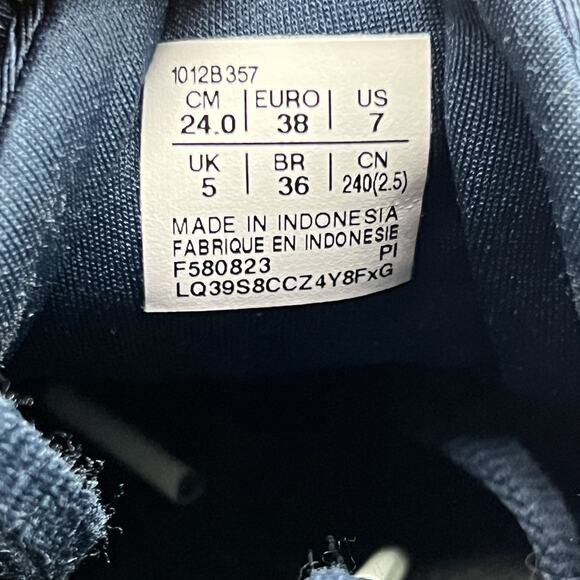 1012B357
CM | EURO | US
24.0 | 38 | 7
UK | BR | CN
5 | 36 | 240(2.5)
MADE IN INDONESIA
FABRIQUE EN INDONESIE
F580823 PI
LQ39S8CCZ4Y8FxG